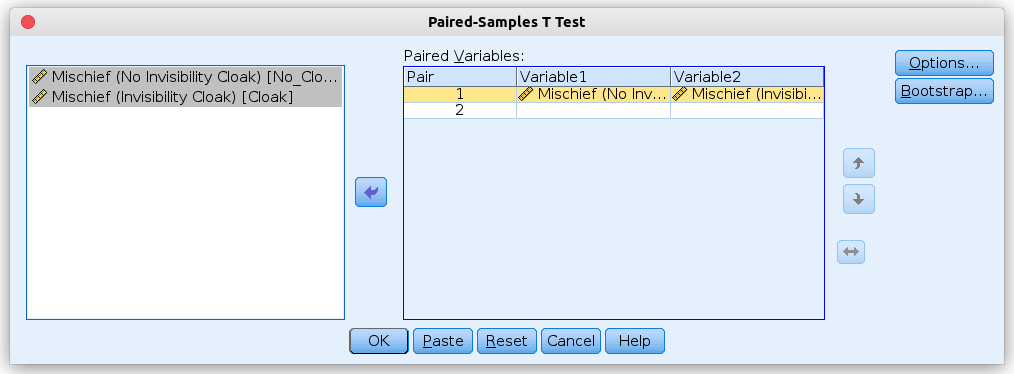 Paired-Samples T Test
Paired Variables:
Mischief (No Invisibility Cloak) [No_Clo...
Mischief (Invisibility Cloak) [Cloak]
Pair Variable1 Variable2
1 Mischief (No Inv... Mischief (Invisibi...
2
Options...
Bootstrap...
OK Paste Reset Cancel Help